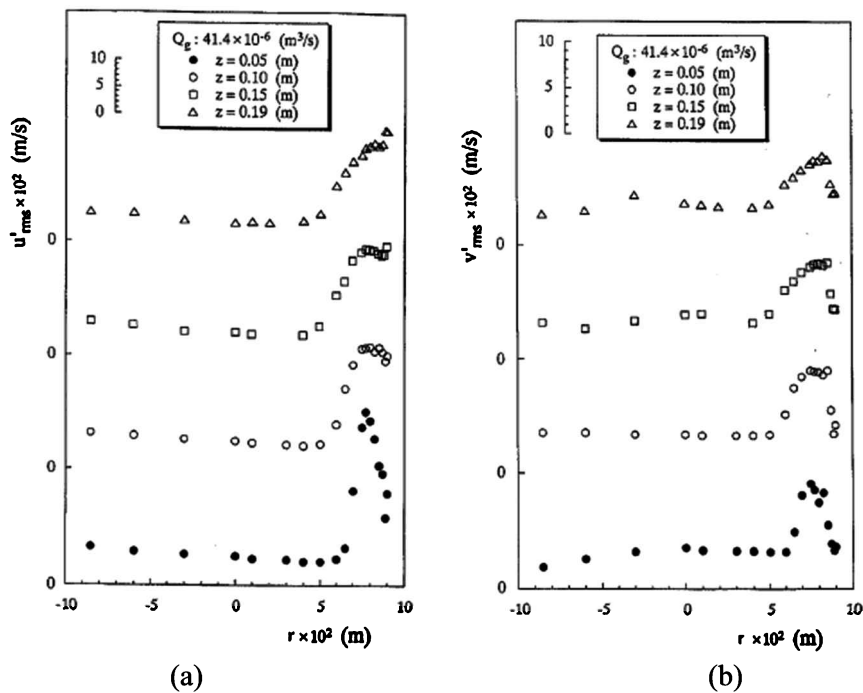 Q_g : 41.4×10⁻⁶ (m³/s)
● z = 0.05 (m)
○ z = 0.10 (m)
□ z = 0.15 (m)
△ z = 0.19 (m)
10
5
0
u'rms × 10² (m/s)
0
0
0
0
-10 -5 0 5 10
r × 10² (m)
(a)
Q_g : 41.4×10⁻⁶ (m³/s)
● z = 0.05 (m)
○ z = 0.10 (m)
□ z = 0.15 (m)
△ z = 0.19 (m)
10
5
0
v'rms × 10² (m/s)
0
0
0
0
-10 -5 0 5 10
r × 10² (m)
(b)